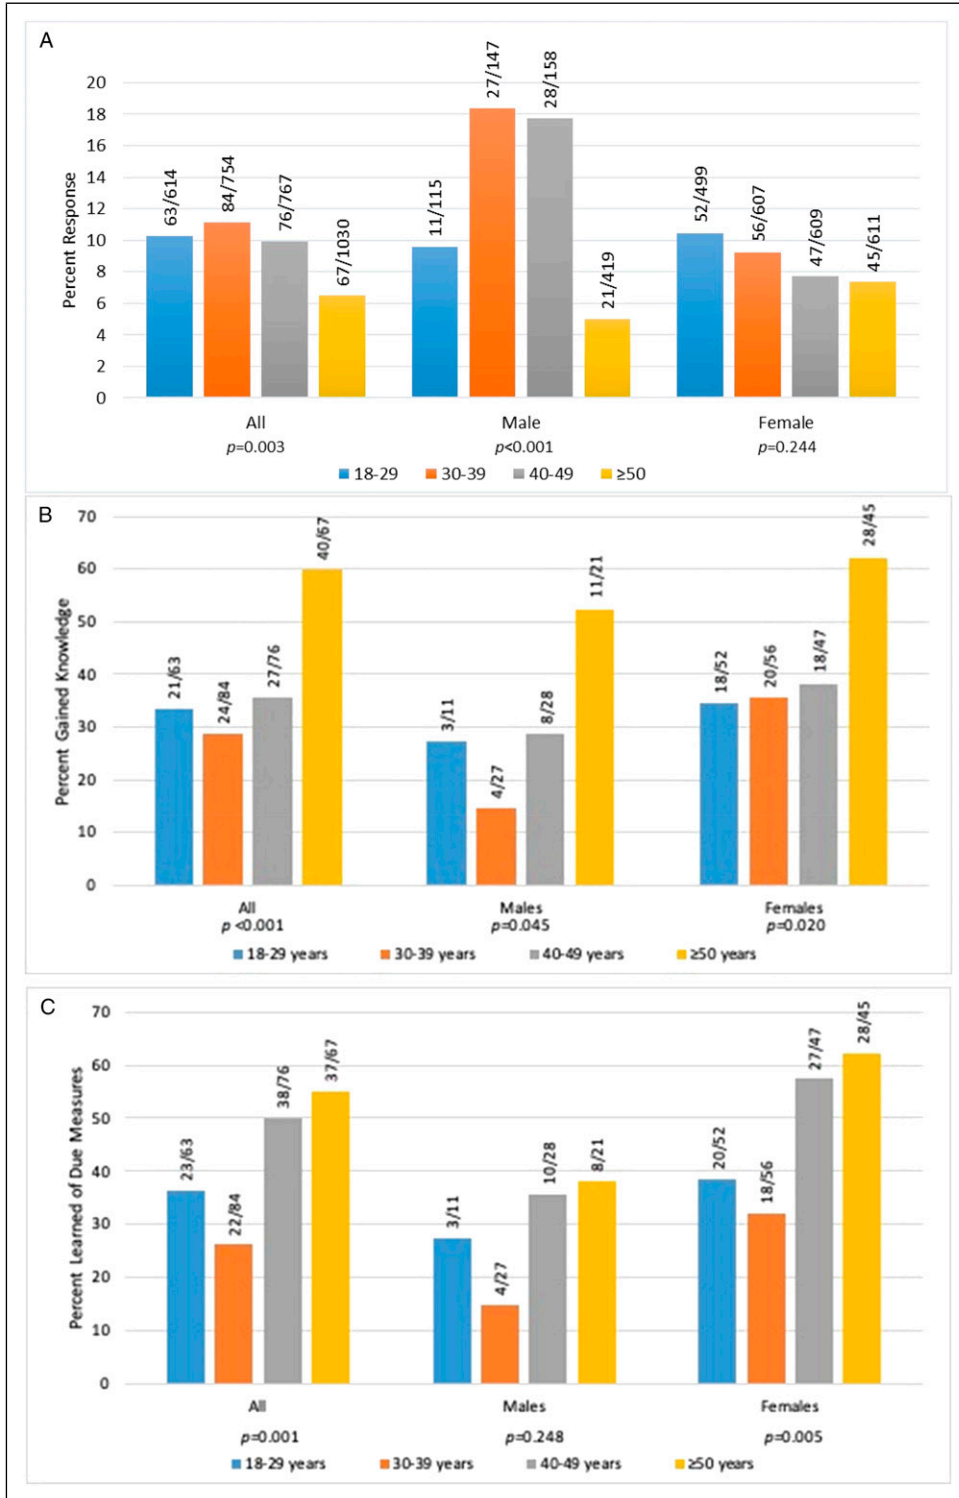 A
Percent Response
20
18
16
14
12
10
8
6
4
2
0
63/614
84/754
76/767
67/1030
11/115
27/147
28/158
21/419
52/499
56/607
47/609
45/611
All
Male
Female
p=0.003
p<0.001
p=0.244
18-29 30-39 40-49 ≥50
B
Percent Gained Knowledge
70
60
50
40
30
20
10
0
21/63
24/84
27/76
40/67
3/11
4/27
8/28
11/21
18/52
20/56
18/47
28/45
All
Males
Females
p <0.001
p=0.045
p=0.020
18-29 years 30-39 years 40-49 years ≥50 years
C
Percent Learned of Due Measures
70
60
50
40
30
20
10
0
23/63
22/84
38/76
37/67
3/11
4/27
10/28
8/21
20/52
18/56
27/47
28/45
All
Males
Females
p=0.001
p=0.248
p=0.005
18-29 years 30-39 years 40-49 years ≥50 years